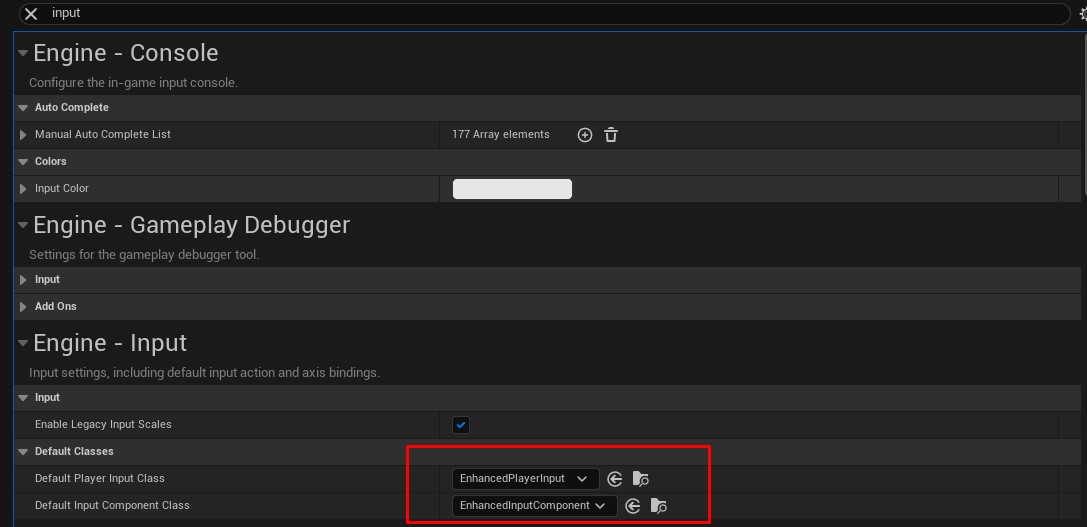 input
Engine - Console
Configure the in-game input console.
Auto Complete
Manual Auto Complete List 177 Array elements
Colors
Input Color
Engine - Gameplay Debugger
Settings for the gameplay debugger tool.
Input
Add Ons
Engine - Input
Input settings, including default input action and axis bindings.
Input
Enable Legacy Input Scales
Default Classes
Default Player Input Class EnhancedPlayerInput
Default Input Component Class EnhancedInputComponent